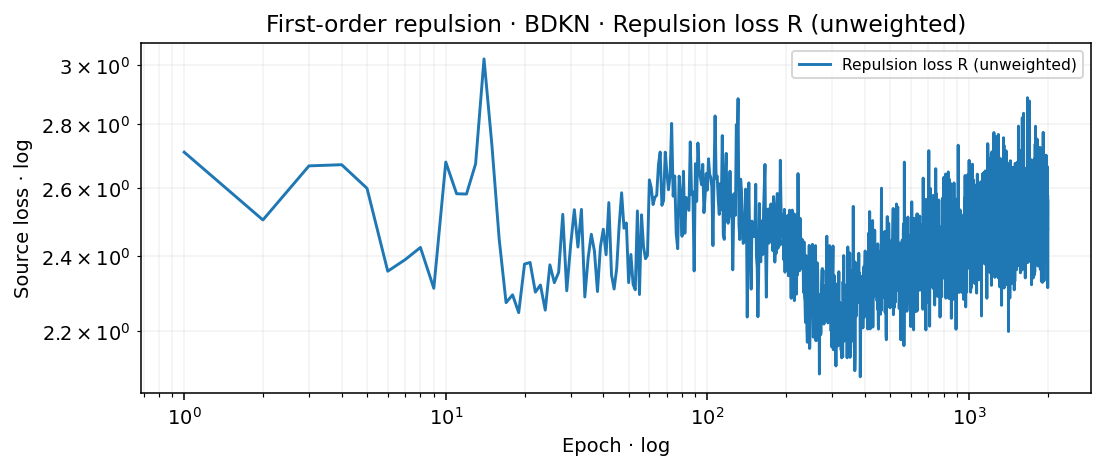 First-order repulsion · BDKN · Repulsion loss R (unweighted)
Repulsion loss R (unweighted)
Source loss · log
3 × 10⁰
2.8 × 10⁰
2.6 × 10⁰
2.4 × 10⁰
2.2 × 10⁰
10⁰ 10¹ 10² 10³
Epoch · log